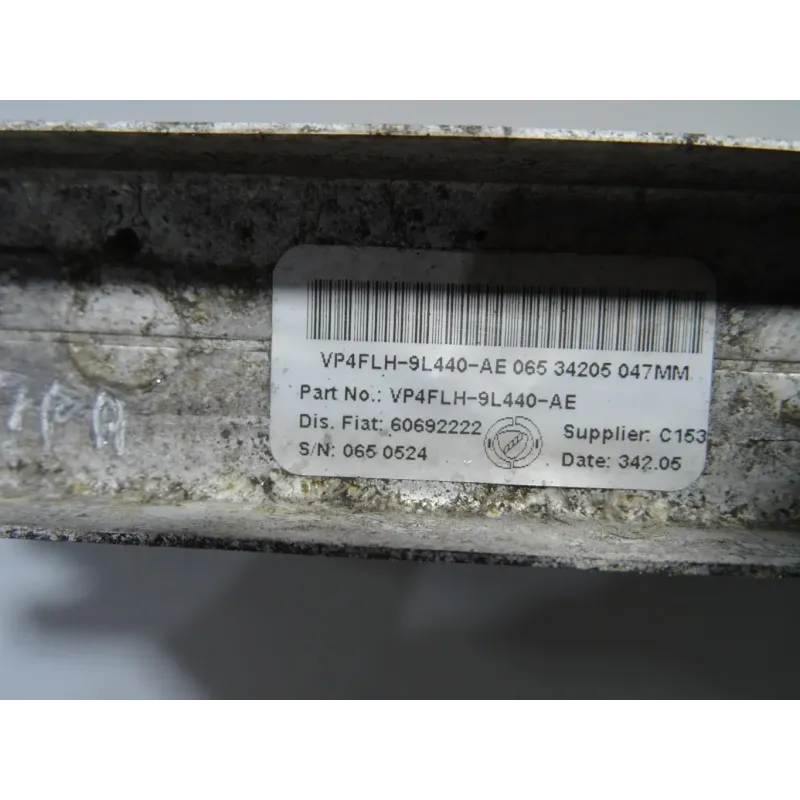 VP4FLH-9L440-AE 065 34205 047MM
Part No.: VP4FLH-9L440-AE
Dis. Fiat: 60692222
Supplier: C153
S/N: 065 0524
Date: 342.05